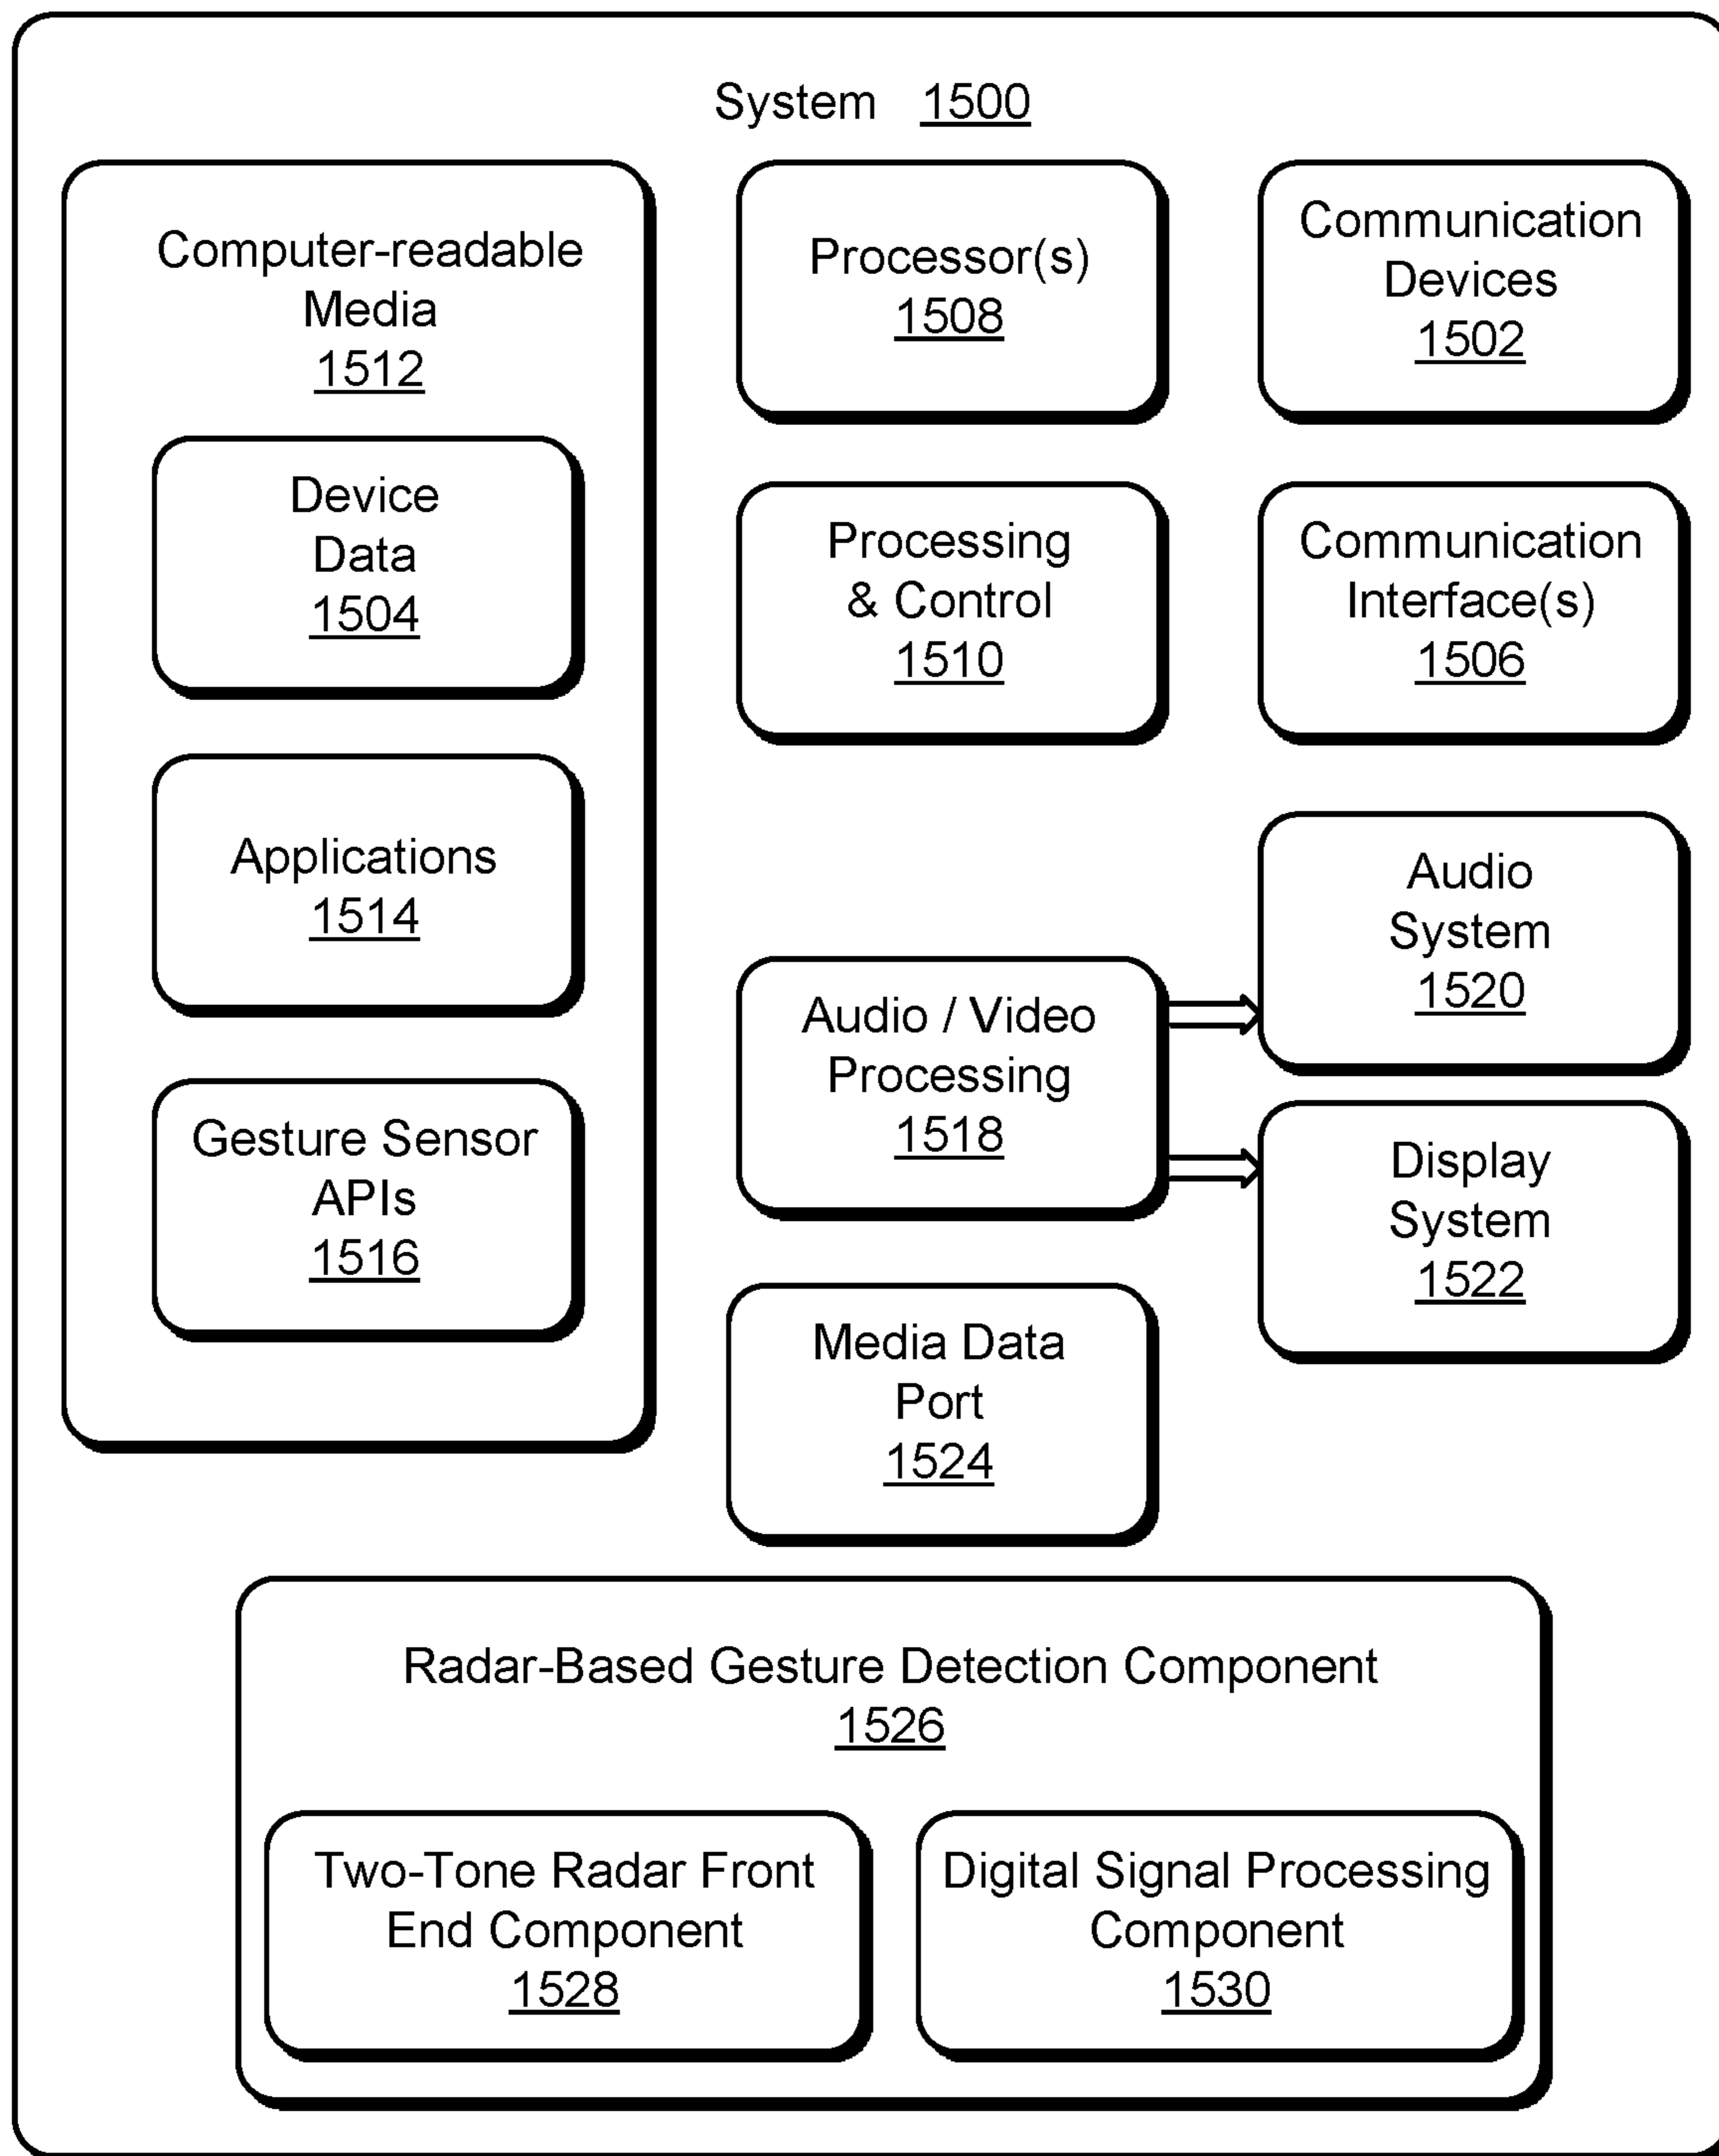 System 1500
Computer-readable
Media
1512
Device
Data
1504
Applications
1514
Gesture Sensor
APIs
1516
Processor(s)
1508
Communication
Devices
1502
Processing
& Control
1510
Communication
Interface(s)
1506
Audio / Video
Processing
1518
Audio
System
1520
Display
System
1522
Media Data
Port
1524
Radar-Based Gesture Detection Component
1526
Two-Tone Radar Front
End Component
1528
Digital Signal Processing
Component
1530